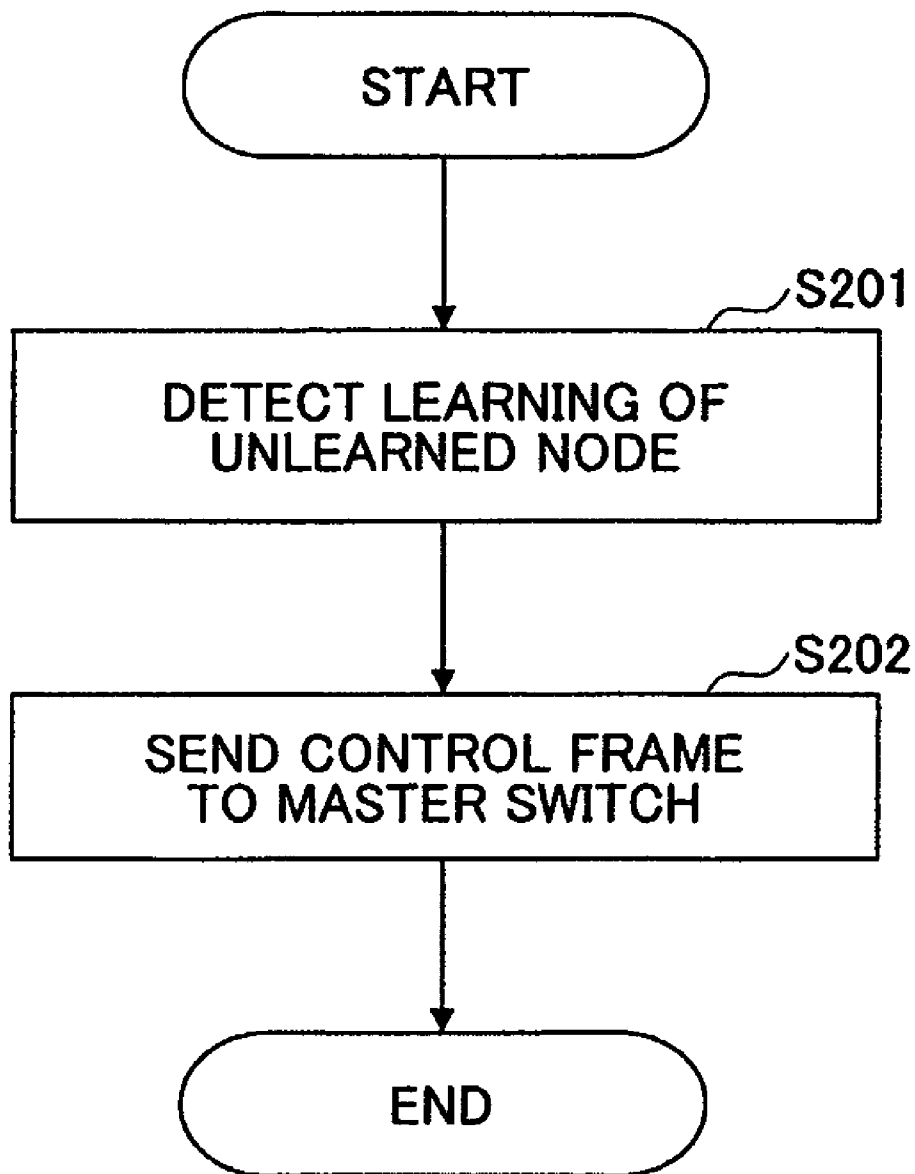 START
S201
DETECT LEARNING OF
UNLEARNED NODE
S202
SEND CONTROL FRAME
TO MASTER SWITCH
END